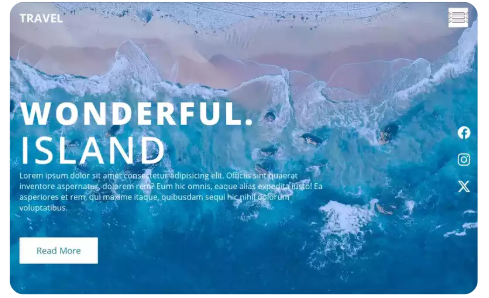 TRAVEL
WONDERFUL.
ISLAND
Lorem ipsum dolor sit amet consectetur adipisicing elit. Officiis sint quaerat
inventore aspernatur, dolorem rem? Eum hic omnis, eaque alias expedita iusto! Ea
asperiores et rem, qui maxime itaque, quibusdam sequi hic nihil dolorum
voluptatibus.
Read More